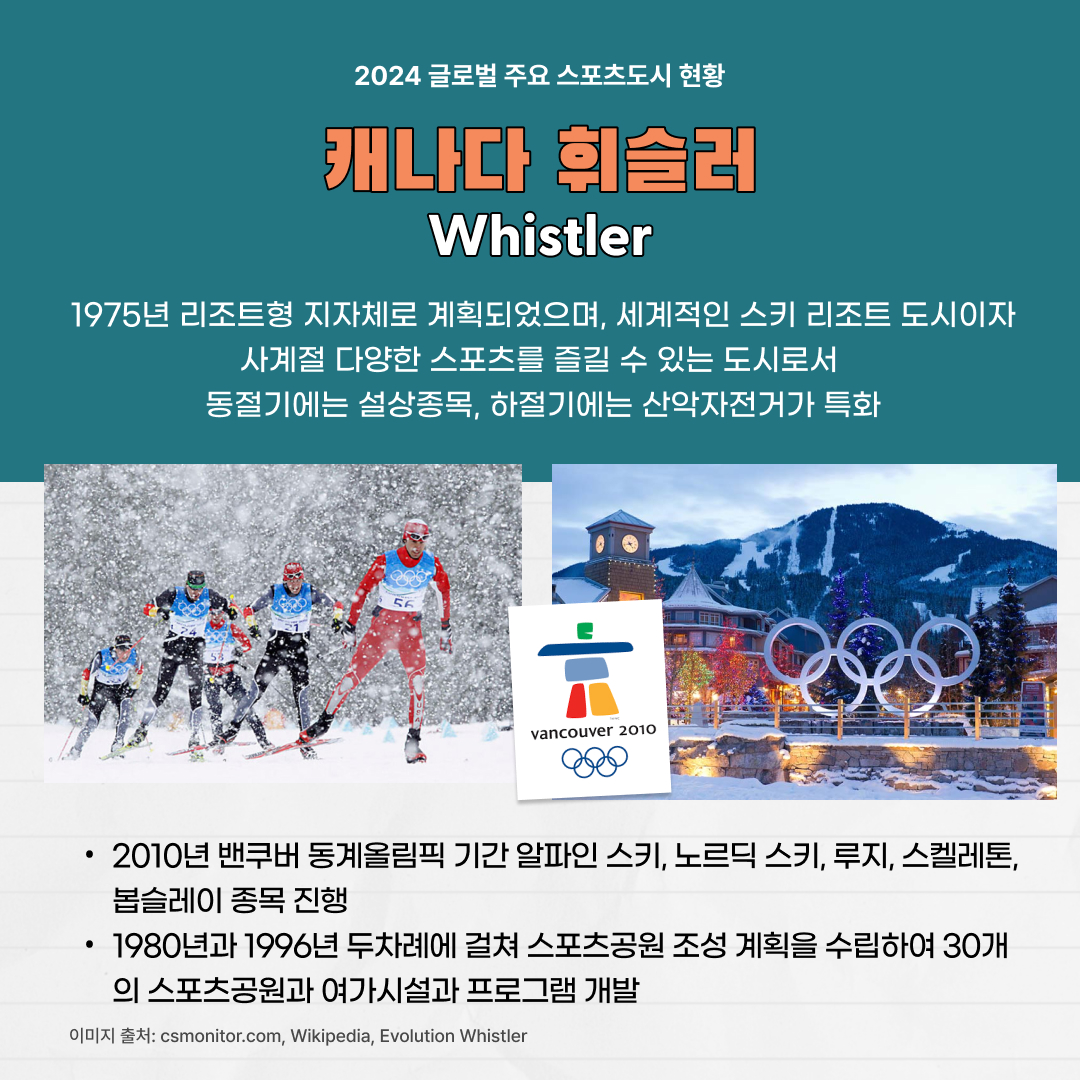 2024 글로벌 주요 스포츠도시 현황
캐나다 휘슬러
Whistler
1975년 리조트형 지자체로 계획되었으며, 세계적인 스키 리조트 도시이자
사계절 다양한 스포츠를 즐길 수 있는 도시로서
동절기에는 설상종목, 하절기에는 산악자전거가 특화
56
vancouver 2010
• 2010년 밴쿠버 동계올림픽 기간 알파인 스키, 노르딕 스키, 루지, 스켈레톤,
봅슬레이 종목 진행
• 1980년과 1996년 두차례에 걸쳐 스포츠공원 조성 계획을 수립하여 30개
의 스포츠공원과 여가시설과 프로그램 개발
이미지 출처: csmonitor.com, Wikipedia, Evolution Whistler